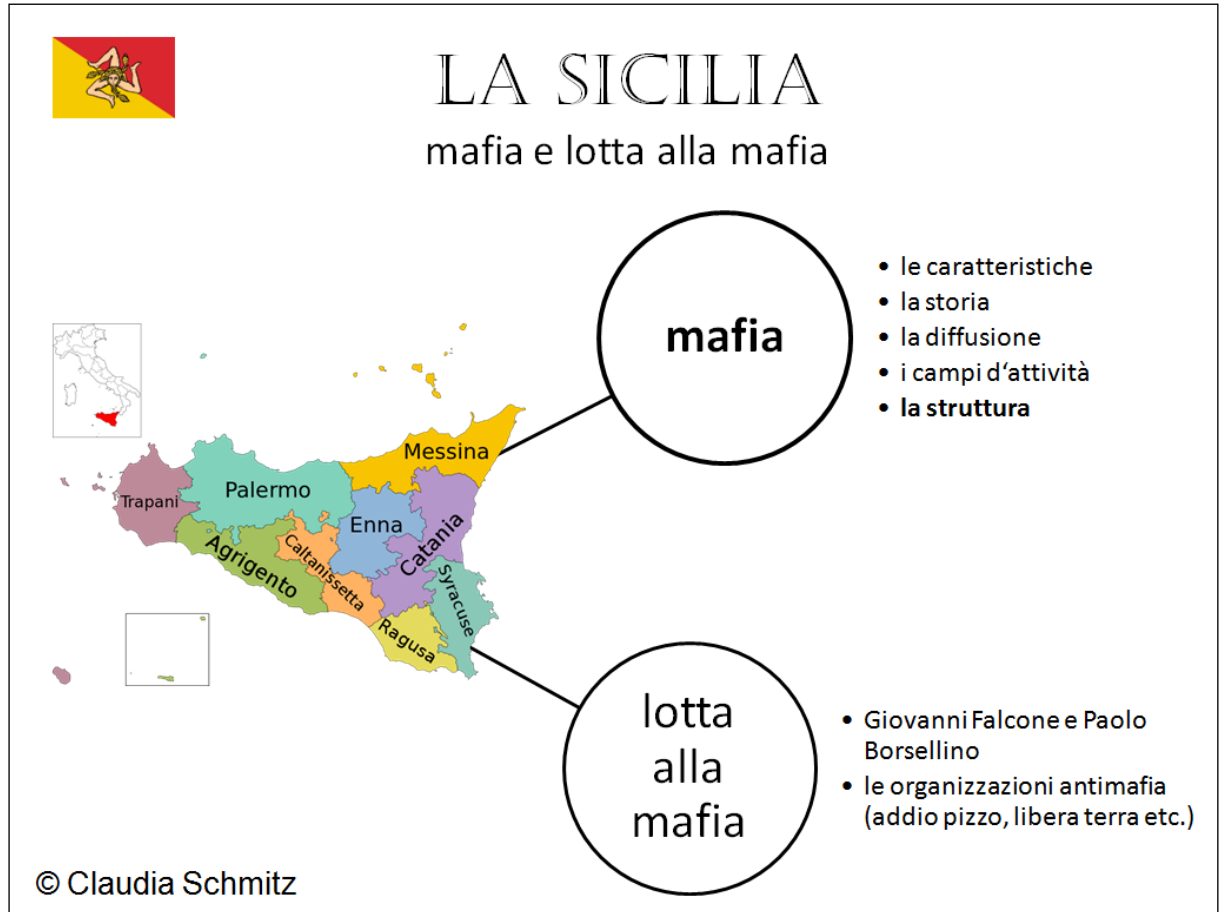 LA SICILIA
mafia e lotta alla mafia
mafia
• le caratteristiche
• la storia
• la diffusione
• i campi d‘attività
• la struttura
Messina
Palermo
Trapani
Enna
Catania
Agrigento
Caltanissetta
Syracuse
Ragusa
lotta
alla
mafia
• Giovanni Falcone e Paolo
Borsellino
• le organizzazioni antimafia
(addio pizzo, libera terra etc.)
© Claudia Schmitz